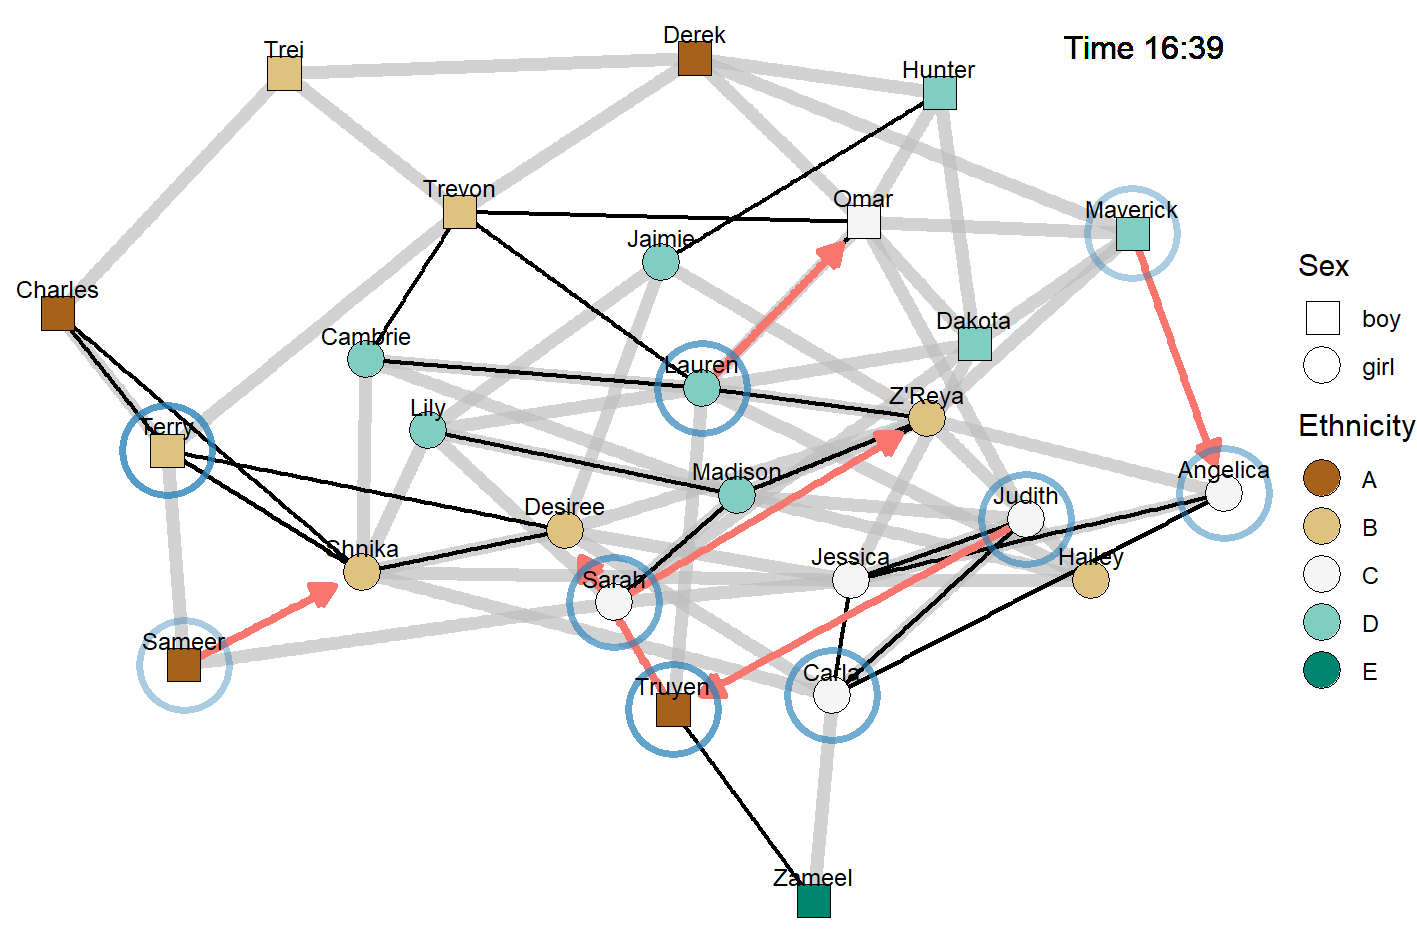 Derek
Time 16:39
Trei
Hunter
Trevon
Omar
Maverick
Jaimie
Sex
Charles
boy
Dakota
Cambrie
Lauren
girl
Z'Reya
Lily
Ethnicity
Terry
Madison
Angelica
A
Judith
Desiree
B
Shnika
Jessica
Hailey
C
Sarah
D
Sameer
Carla
E
Truyen
Zameel